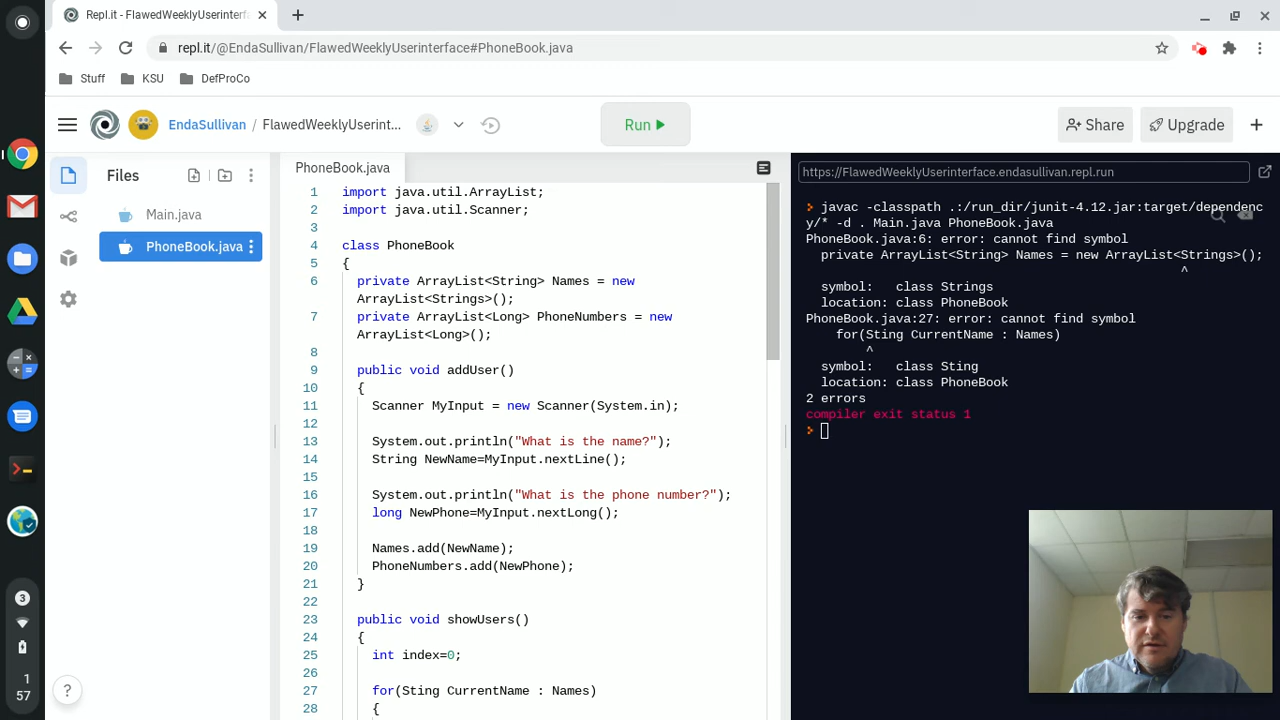 Repl.it - FlawedWeeklyUserinterf
repl.it/@EndaSullivan/FlawedWeeklyUserinterface#PhoneBook.java
Stuff
KSU
DefProCo
EndaSullivan / FlawedWeeklyUserint...
Run
Share
Upgrade
Files
Main.java
PhoneBook.java
PhoneBook.java
1 import java.util.ArrayList;
2 import java.util.Scanner;
3
4 class PhoneBook
5 {
6 private ArrayList<String> Names = new
ArrayList<Strings>();
7 private ArrayList<Long> PhoneNumbers = new
ArrayList<Long>();
8
9 public void addUser()
10 {
11 Scanner MyInput = new Scanner(System.in);
12
13 System.out.println("What is the name?");
14 String NewName=MyInput.nextLine();
15
16 System.out.println("What is the phone number?");
17 long NewPhone=MyInput.nextLong();
18
19 Names.add(NewName);
20 PhoneNumbers.add(NewPhone);
21 }
22
23 public void showUsers()
24 {
25 int index=0;
26
27 for(Sting CurrentName : Names)
28 {
https://FlawedWeeklyUserinterface.endasullivan.repl.run
javac -classpath .:/run_dir/junit-4.12.jar:target/dependenc
y/* -d . Main.java PhoneBook.java
PhoneBook.java:6: error: cannot find symbol
private ArrayList<String> Names = new ArrayList<Strings>();
^
symbol: class Strings
location: class PhoneBook
PhoneBook.java:27: error: cannot find symbol
for(Sting CurrentName : Names)
^
symbol: class Sting
location: class PhoneBook
2 errors
compiler exit status 1
3
1
57
?